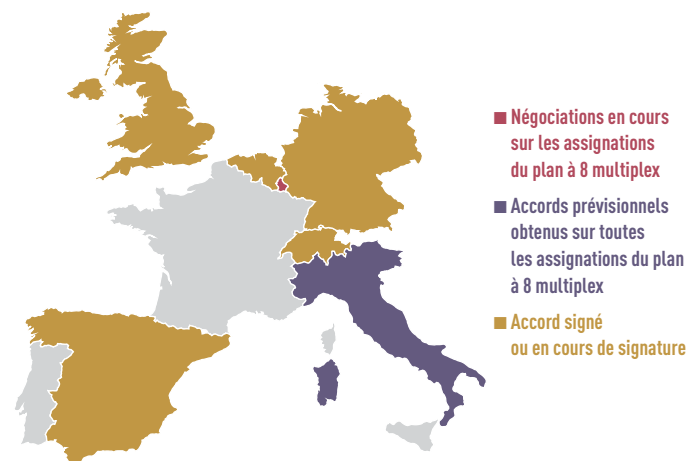 Négociations en cours
sur les assignations
du plan à 8 multiplex
Accords prévisionnels
obtenus sur toutes
les assignations du plan
à 8 multiplex
Accord signé
ou en cours de signature